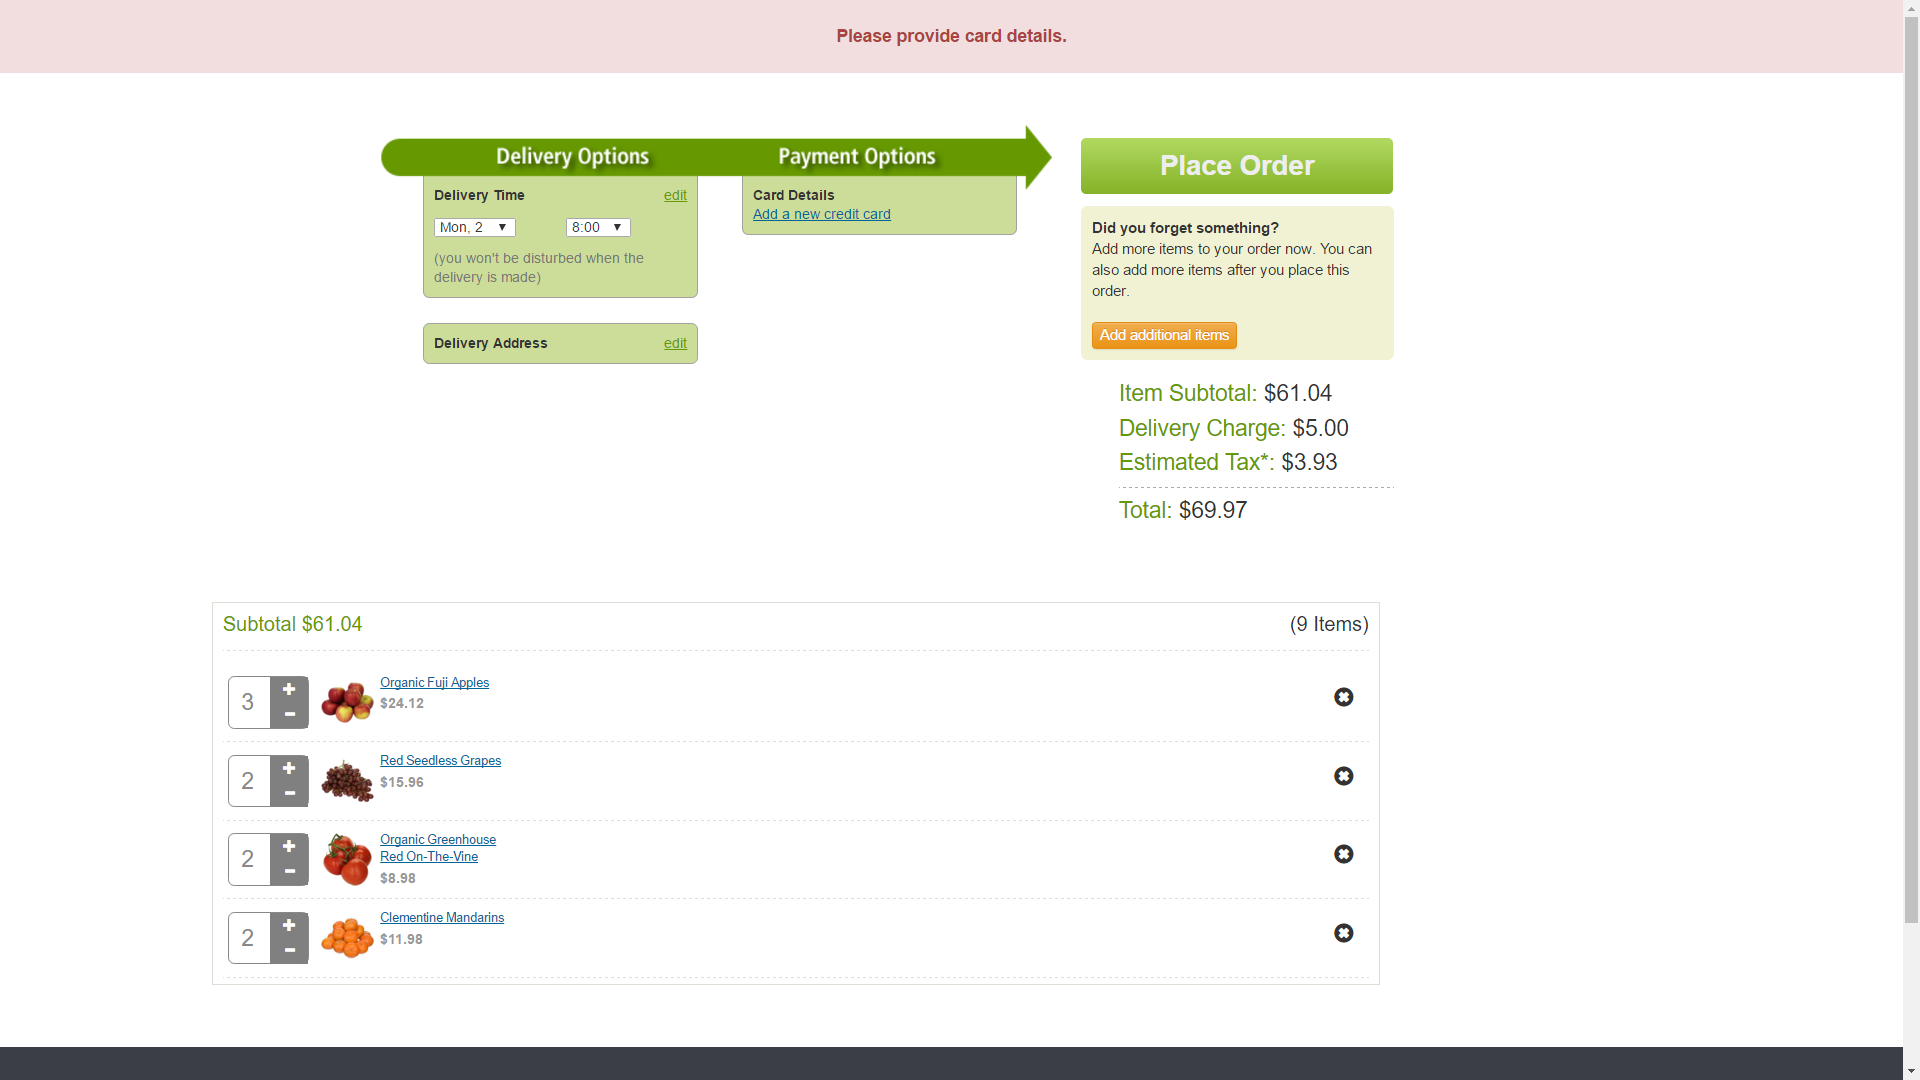 Please provide card details.
Delivery Options
Payment Options
Place Order
Delivery Time
edit
Mon, 2
8:00
(you won't be disturbed when the
delivery is made)
Card Details
Add a new credit card
Delivery Address
edit
Did you forget something?
Add more items to your order now. You can
also add more items after you place this
order.
Add additional items
Item Subtotal: $61.04
Delivery Charge: $5.00
Estimated Tax*: $3.93
Total: $69.97
Subtotal $61.04
(9 Items)
3
Organic Fuji Apples
$24.12
2
Red Seedless Grapes
$15.96
2
Organic Greenhouse
Red On-The-Vine
$8.98
2
Clementine Mandarins
$11.98